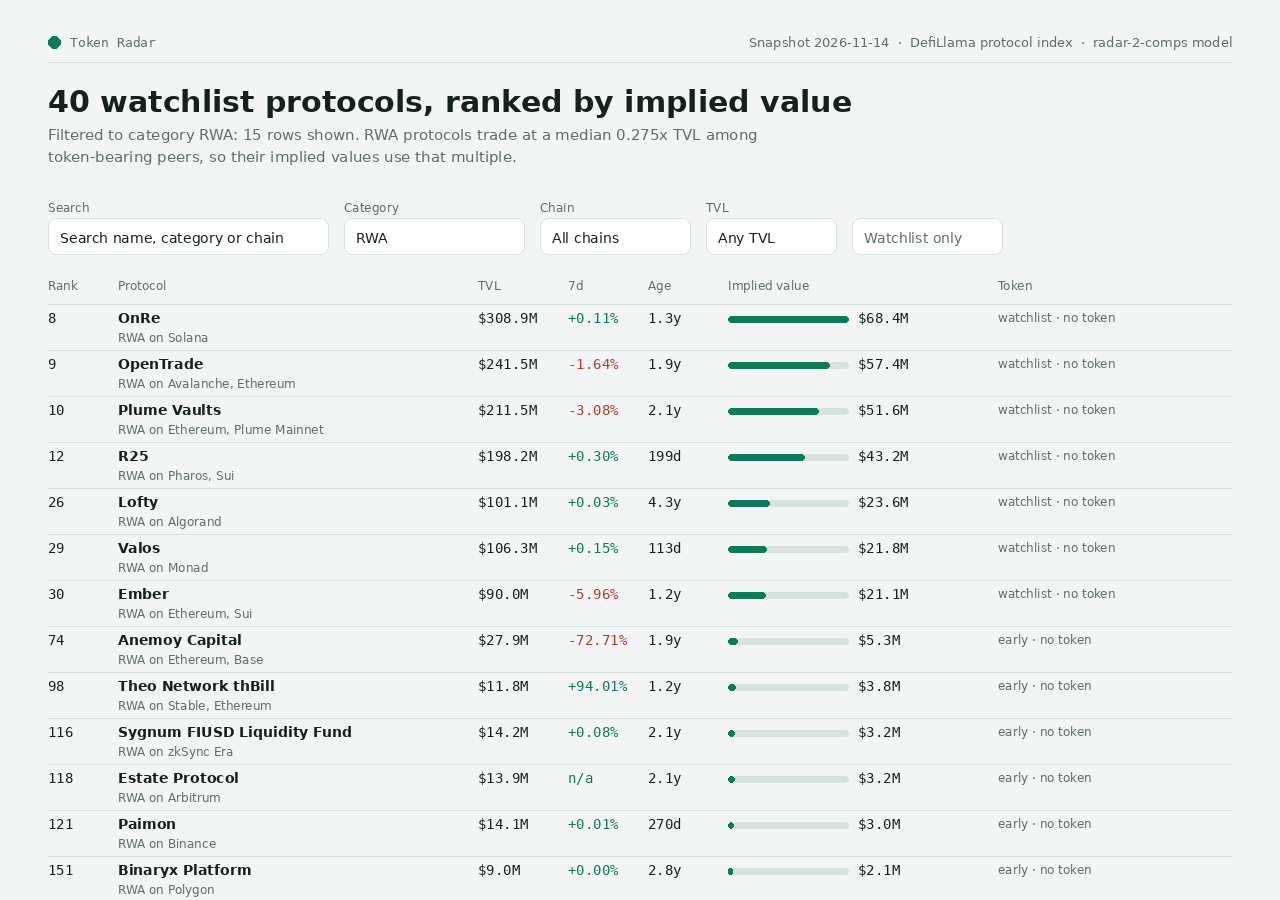 Token Radar
Snapshot 2026-11-14 · DefiLlama protocol index · radar-2-comps model
40 watchlist protocols, ranked by implied value
Filtered to category RWA: 15 rows shown. RWA protocols trade at a median 0.275x TVL among
token-bearing peers, so their implied values use that multiple.
Search Category Chain TVL
Search name, category or chain RWA All chains Any TVL Watchlist only
Rank Protocol TVL 7d Age Implied value Token
8 OnRe $308.9M +0.11% 1.3y $68.4M watchlist · no token
RWA on Solana
9 OpenTrade $241.5M -1.64% 1.9y $57.4M watchlist · no token
RWA on Avalanche, Ethereum
10 Plume Vaults $211.5M -3.08% 2.1y $51.6M watchlist · no token
RWA on Ethereum, Plume Mainnet
12 R25 $198.2M +0.30% 199d $43.2M watchlist · no token
RWA on Pharos, Sui
26 Lofty $101.1M +0.03% 4.3y $23.6M watchlist · no token
RWA on Algorand
29 Valos $106.3M +0.15% 113d $21.8M watchlist · no token
RWA on Monad
30 Ember $90.0M -5.96% 1.2y $21.1M watchlist · no token
RWA on Ethereum, Sui
74 Anemoy Capital $27.9M -72.71% 1.9y $5.3M early · no token
RWA on Ethereum, Base
98 Theo Network thBill $11.8M +94.01% 1.2y $3.8M early · no token
RWA on Stable, Ethereum
116 Sygnum FIUSD Liquidity Fund $14.2M +0.08% 2.1y $3.2M early · no token
RWA on zkSync Era
118 Estate Protocol $13.9M n/a 2.1y $3.2M early · no token
RWA on Arbitrum
121 Paimon $14.1M +0.01% 270d $3.0M early · no token
RWA on Binance
151 Binaryx Platform $9.0M +0.00% 2.8y $2.1M early · no token
RWA on Polygon